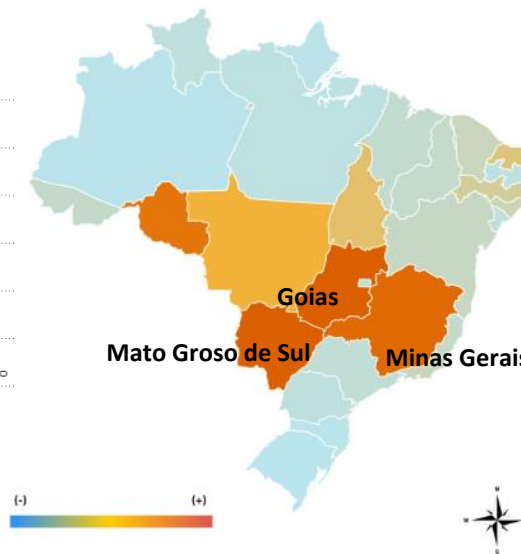 Goias
Mato Groso de Sul
Minas Gerais
(-)
(+)
N
W
S